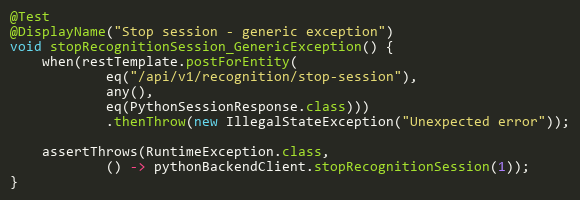 @Test
@DisplayName("Stop session - generic exception")
void stopRecognitionSession_GenericException() {
    when(restTemplate.postForEntity(
            eq("/api/v1/recognition/stop-session"),
            any(),
            eq(PythonSessionResponse.class)))
            .thenThrow(new IllegalStateException("Unexpected error"));

    assertThrows(RuntimeException.class,
            () -> pythonBackendClient.stopRecognitionSession(1));
}